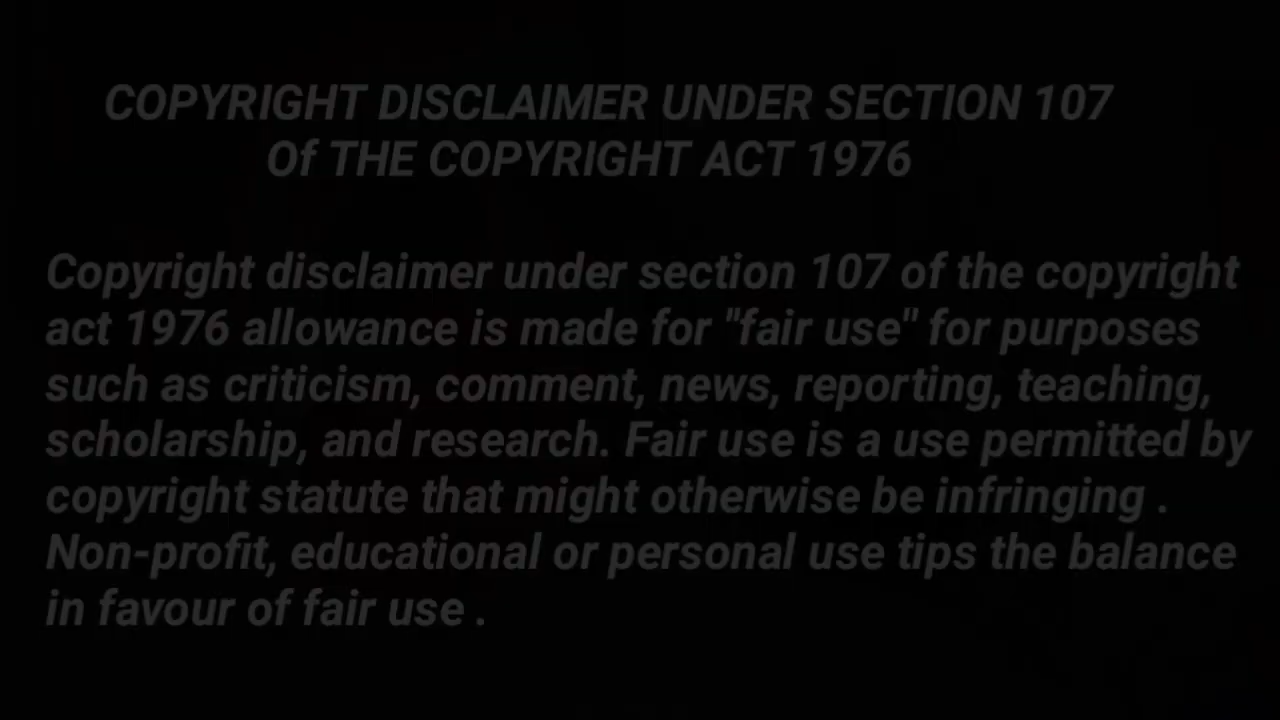 COPYRIGHT DISCLAIMER UNDER SECTION 107
Of THE COPYRIGHT ACT 1976
Copyright disclaimer under section 107 of the copyright
act 1976 allowance is made for "fair use" for purposes
such as criticism, comment, news, reporting, teaching,
scholarship, and research. Fair use is a use permitted by
copyright statute that might otherwise be infringing .
Non-profit, educational or personal use tips the balance
in favour of fair use .